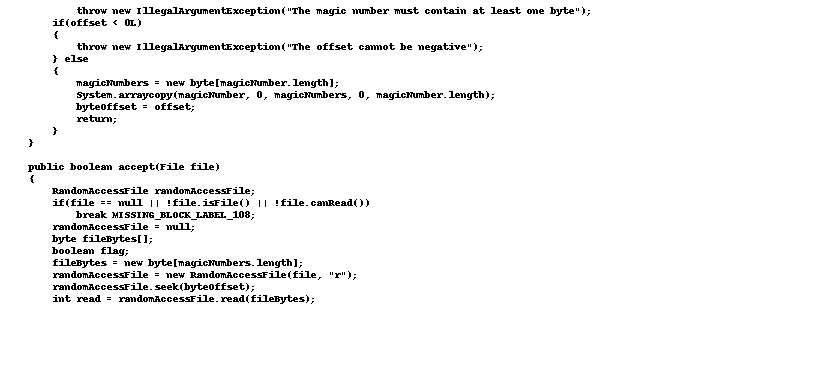 throw new IllegalArgumentException("The magic number must contain at least one byte");
if(offset < 0L)
{
throw new IllegalArgumentException("The offset cannot be negative");
} else
{
magicNumbers = new byte[magicNumber.length];
System.arraycopy(magicNumber, 0, magicNumbers, 0, magicNumber.length);
byteOffset = offset;
return;
}
}
public boolean accept(File file)
{
RandomAccessFile randomAccessFile;
if(file == null || !file.isFile() || !file.canRead())
break MISSING_BLOCK_LABEL_108;
randomAccessFile = null;
byte fileBytes[];
boolean flag;
fileBytes = new byte[magicNumbers.length];
randomAccessFile = new RandomAccessFile(file, "r");
randomAccessFile.seek(byteOffset);
int read = randomAccessFile.read(fileBytes);